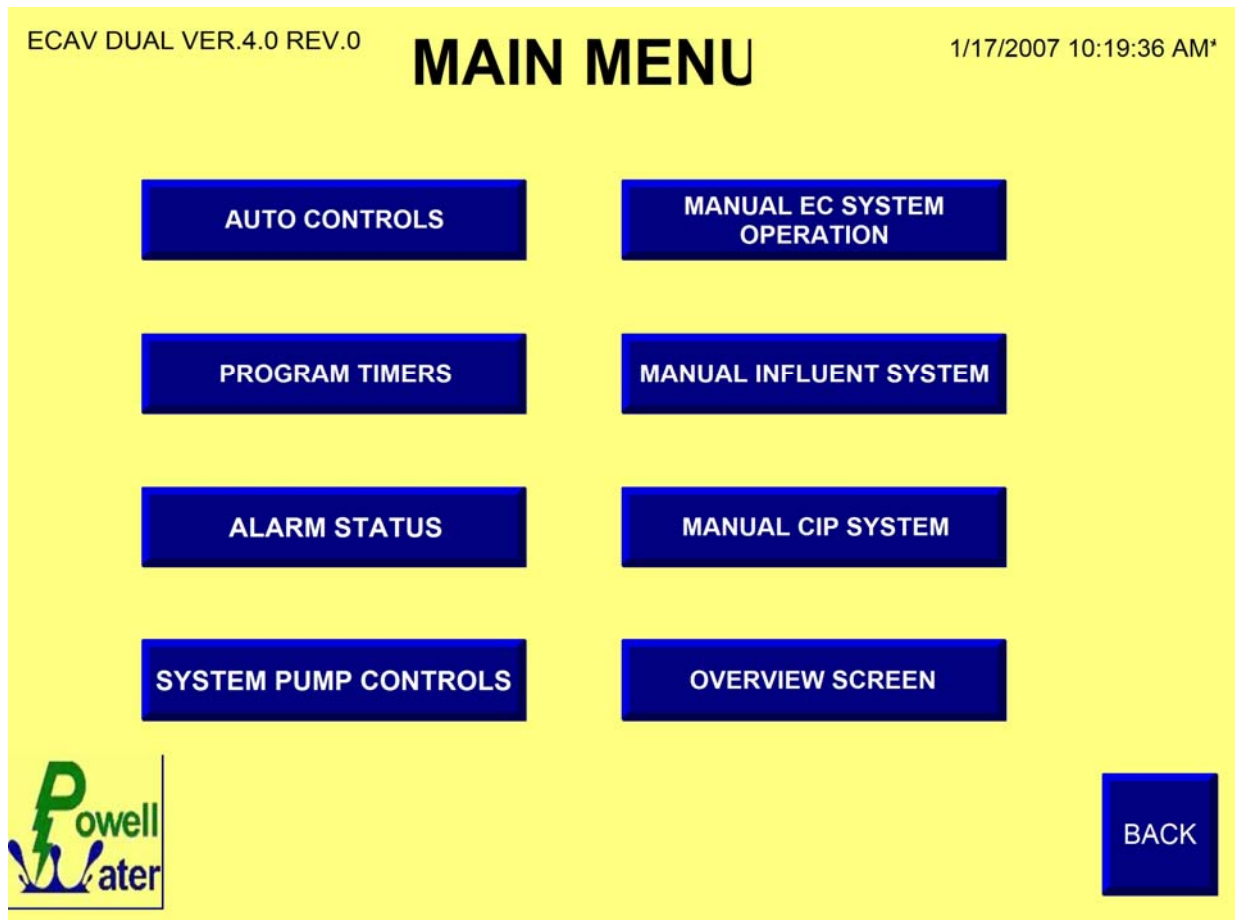 ECAV DUAL VER.4.0 REV.0
MAIN MENU
1/17/2007 10:19:36 AM*
AUTO CONTROLS
MANUAL EC SYSTEM
OPERATION
PROGRAM TIMERS
MANUAL INFLUENT SYSTEM
ALARM STATUS
MANUAL CIP SYSTEM
SYSTEM PUMP CONTROLS
OVERVIEW SCREEN
Powell
Water
BACK